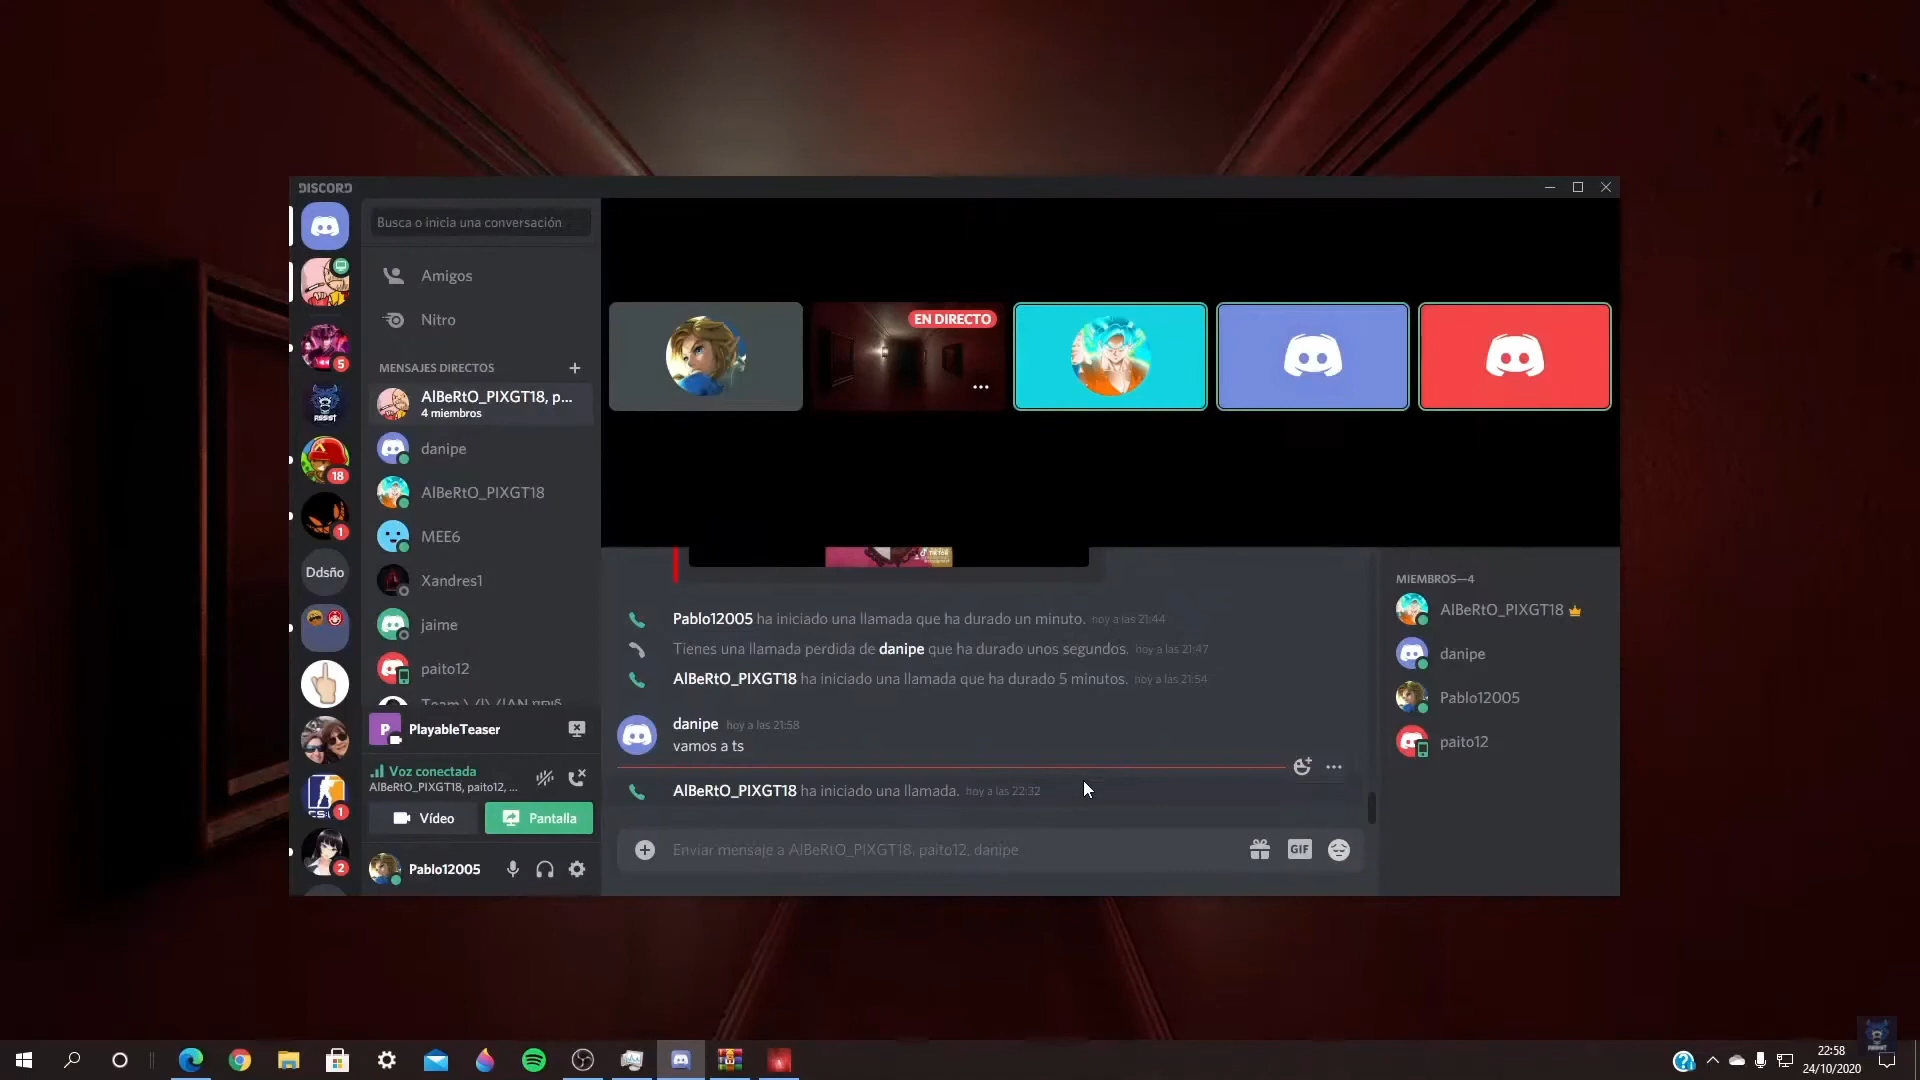 DISCORD
Busca o inicia una conversación
Amigos
Nitro
MENSAJES DIRECTOS
AlBeRtO_PIXGT18, p...
4 miembros
danipe
AlBeRtO_PIXGT18
MEE6
Xandres1
jaime
paito12
5
18
1
Ddsño
1
2
P
PlayableTeaser
Voz conectada
AlBeRtO_PIXGT18, paito12, ...
Vídeo
Pantalla
Pablo12005
EN DIRECTO
Pablo12005 ha iniciado una llamada que ha durado un minuto. hoy a las 21:44
Tienes una llamada perdida de danipe que ha durado unos segundos. hoy a las 21:47
AlBeRtO_PIXGT18 ha iniciado una llamada que ha durado 5 minutos. hoy a las 21:54
danipe hoy a las 21:58
vamos a ts
AlBeRtO_PIXGT18 ha iniciado una llamada. hoy a las 22:32
Enviar mensaje a AlBeRtO_PIXGT18, paito12, danipe
GIF
MIEMBROS—4
AlBeRtO_PIXGT18
danipe
Pablo12005
paito12
22:58
24/10/2020